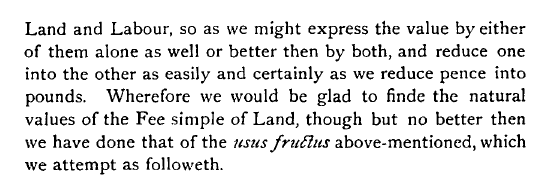 Land and Labour, so as we might express the value by either
of them alone as well or better then by both, and reduce one
into the other as easily and certainly as we reduce pence into
pounds. Wherefore we would be glad to finde the natural
values of the Fee simple of Land, though but no better then
we have done that of the usus fructus above-mentioned, which
we attempt as followeth.